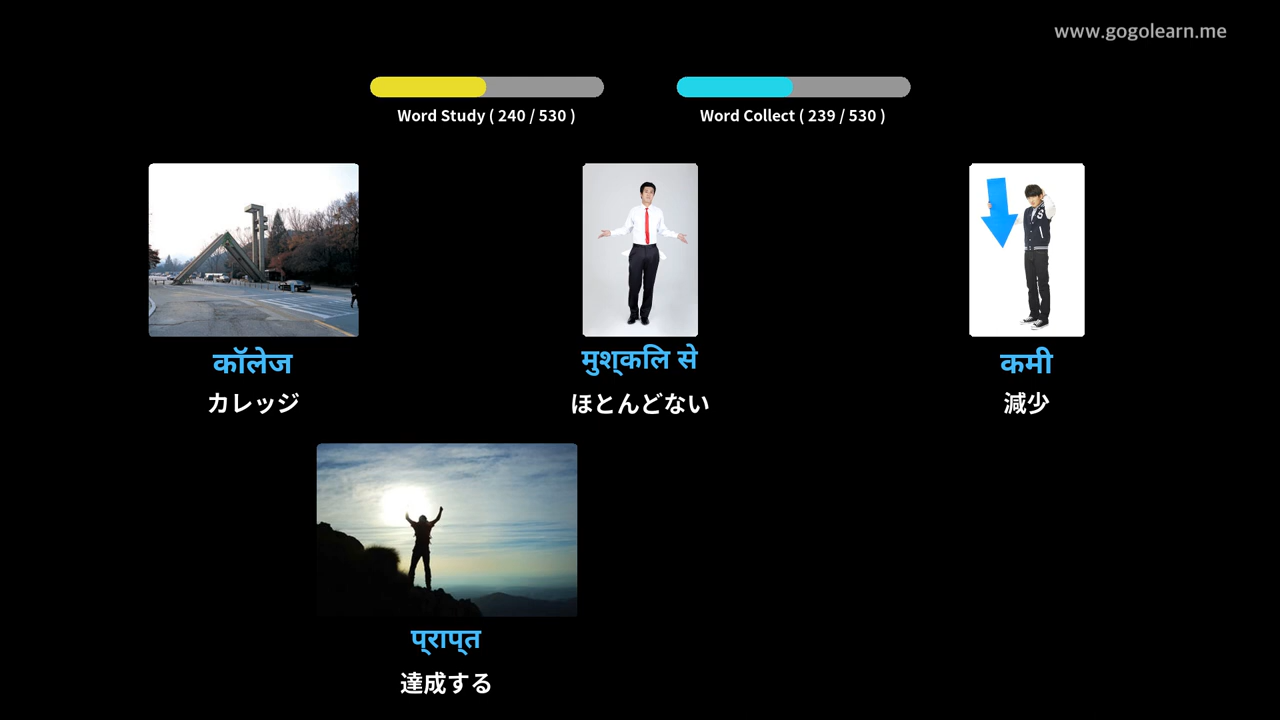 www.gogolearn.me
Word Study ( 240 / 530 )
Word Collect ( 239 / 530 )
कॉलेज
カレッジ
मुश्कलि से
ほとんどない
कमी
減少
प्राप्त
達成する